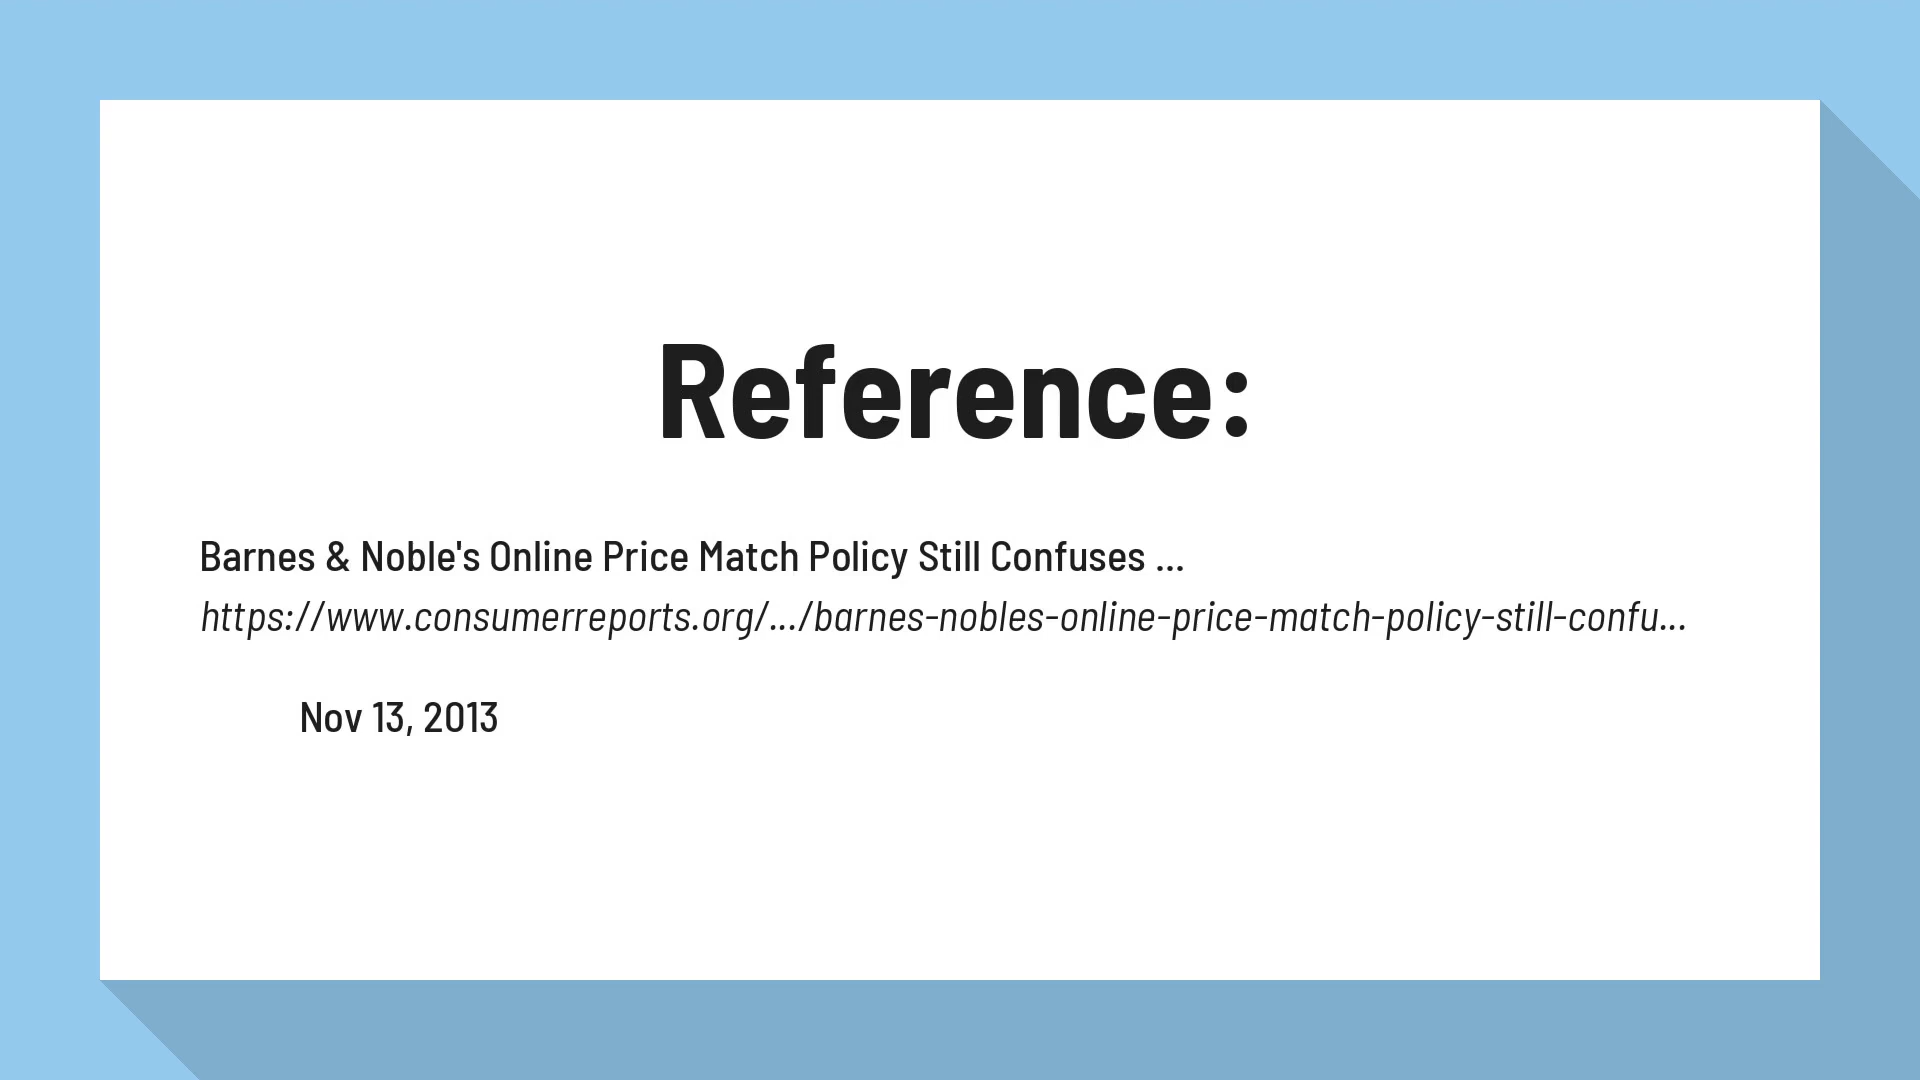 Reference:
Barnes & Noble's Online Price Match Policy Still Confuses ...
https://www.consumerreports.org/.../barnes-nobles-online-price-match-policy-still-confu...
Nov 13, 2013